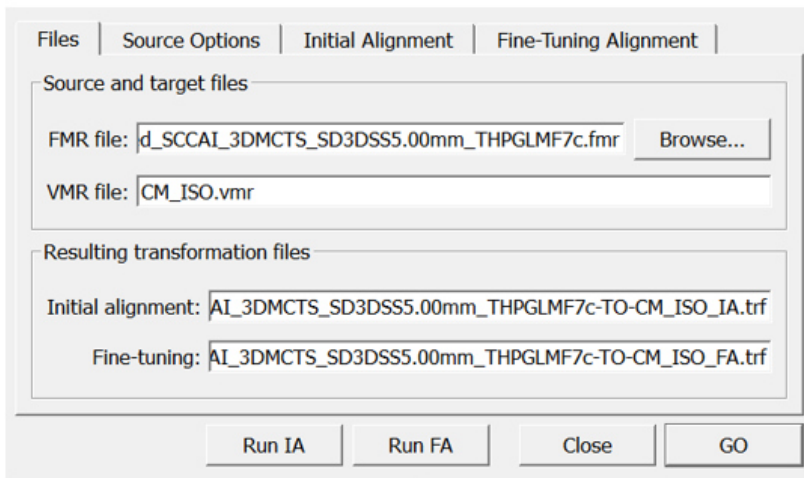 Files Source Options Initial Alignment Fine-Tuning Alignment
Source and target files
FMR file: d_SCCAI_3DMCTS_SD3DSS5.00mm_THPGLMF7c.fmr Browse...
VMR file: CM_ISO.vmr
Resulting transformation files
Initial alignment: AI_3DMCTS_SD3DSS5.00mm_THPGLMF7c-TO-CM_ISO_IA.trf
Fine-tuning: AI_3DMCTS_SD3DSS5.00mm_THPGLMF7c-TO-CM_ISO_FA.trf
Run IA Run FA Close GO